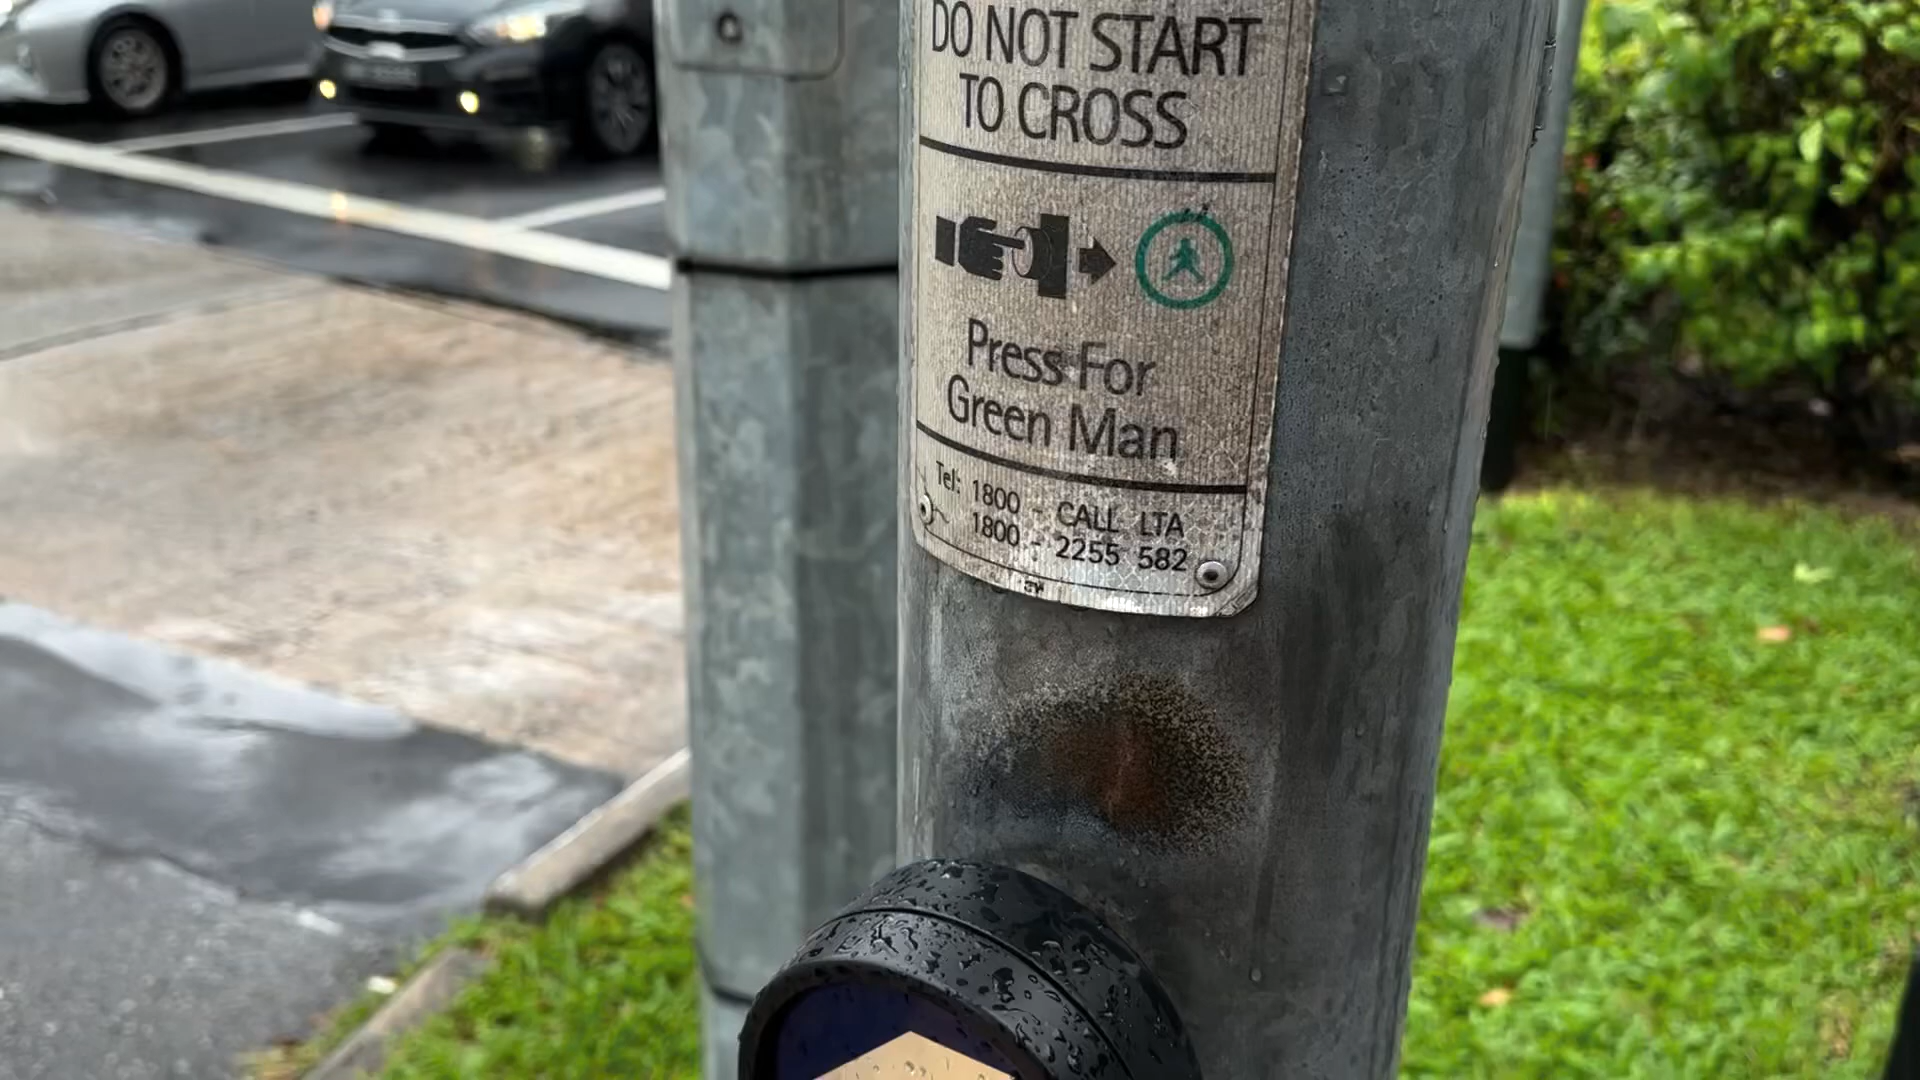 DO NOT START
TO CROSS
Press For
Green Man
Tel: 1800 - CALL LTA
1800 - 2255 582